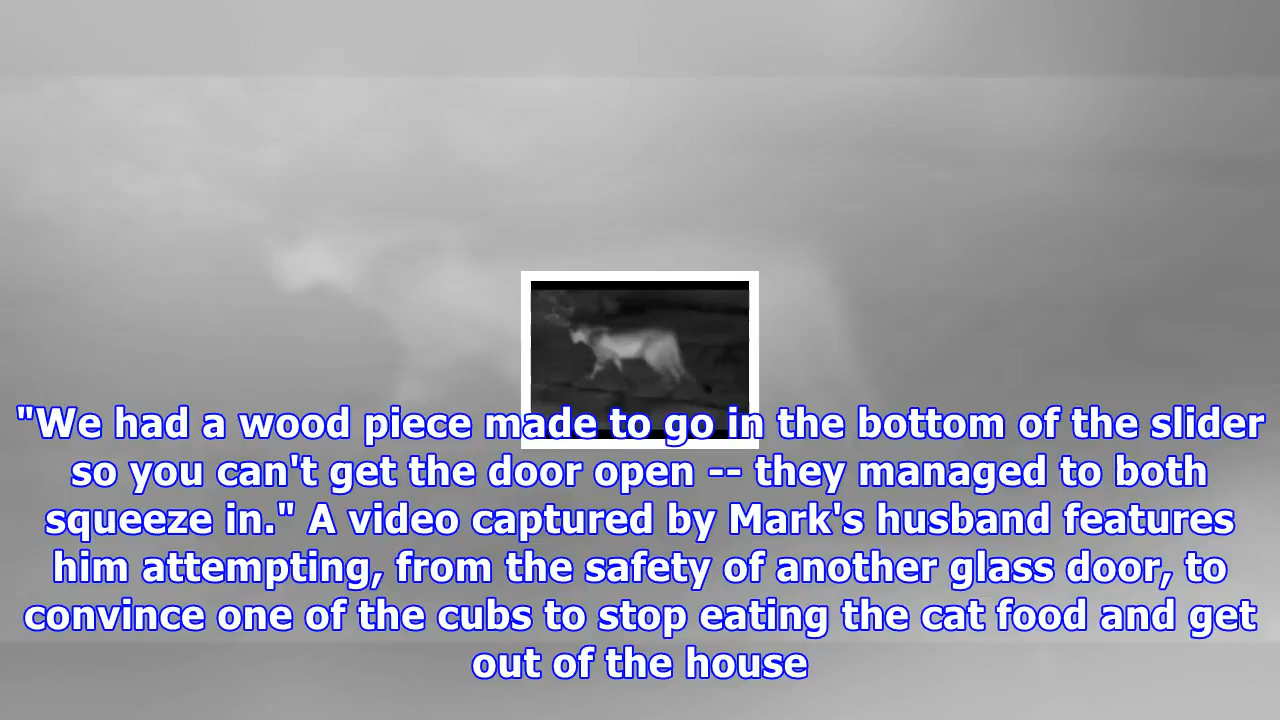 "We had a wood piece made to go in the bottom of the slider
so you can't get the door open -- they managed to both
squeeze in." A video captured by Mark's husband features
him attempting, from the safety of another glass door, to
convince one of the cubs to stop eating the cat food and get
out of the house